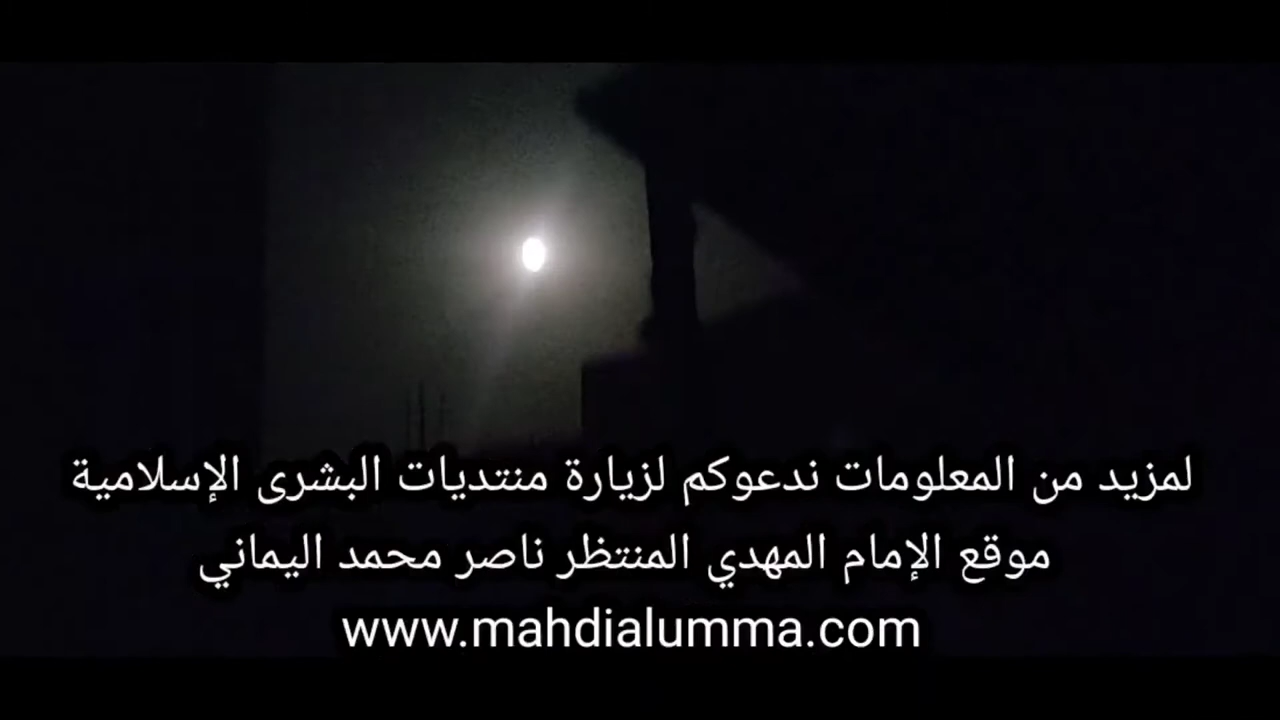 لمزيد من المعلومات ندعوكم لزيارة منتديات البشرى الإسلامية
موقع الإمام المهدي المنتظر ناصر محمد اليماني
www.mahdialumma.com